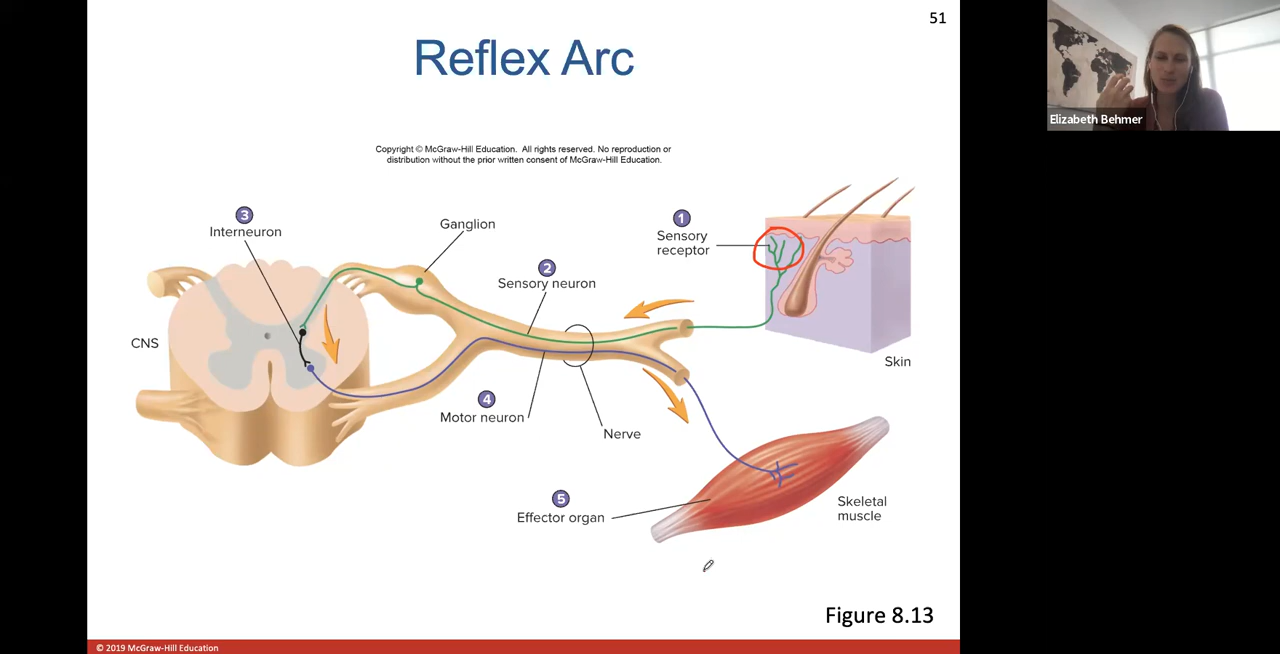 51
Reflex Arc
Copyright © McGraw-Hill Education. All rights reserved. No reproduction or
distribution without the prior written consent of McGraw-Hill Education.
3
Interneuron
Ganglion
2
Sensory neuron
1
Sensory
receptor
CNS
Skin
4
Motor neuron
Nerve
5
Effector organ
Skeletal
muscle
Figure 8.13
© 2019 McGraw-Hill Education
Elizabeth Behmer